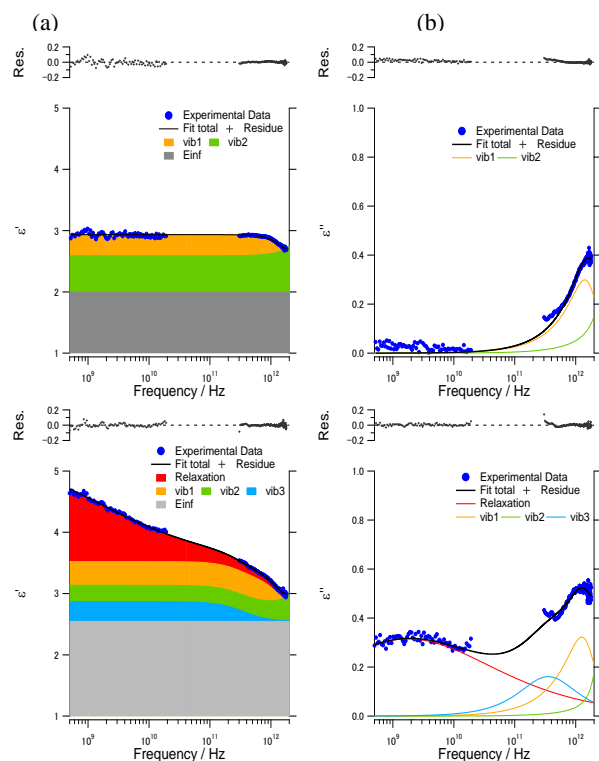 (a)
(b)
Res.
0.2
0.0
−0.2
Res.
0.2
0.0
−0.2
ε'
5
4
3
2
1
Experimental Data
Fit total + Residue
vib1 vib2
Einf
10⁹ 10¹⁰ 10¹¹ 10¹²
Frequency / Hz
ε''
1.0
0.8
0.6
0.4
0.2
0.0
Experimental Data
Fit total + Residue
vib1 vib2
10⁹ 10¹⁰ 10¹¹ 10¹²
Frequency / Hz
Res.
0.2
0.0
−0.2
Res.
0.2
0.0
−0.2
ε'
5
4
3
2
1
Experimental Data
Fit total + Residue
Relaxation
vib1 vib2 vib3
Einf
10⁹ 10¹⁰ 10¹¹ 10¹²
Frequency / Hz
ε''
1.0
0.8
0.6
0.4
0.2
0.0
Experimental Data
Fit total + Residue
Relaxation
vib1 vib2 vib3
10⁹ 10¹⁰ 10¹¹ 10¹²
Frequency / Hz